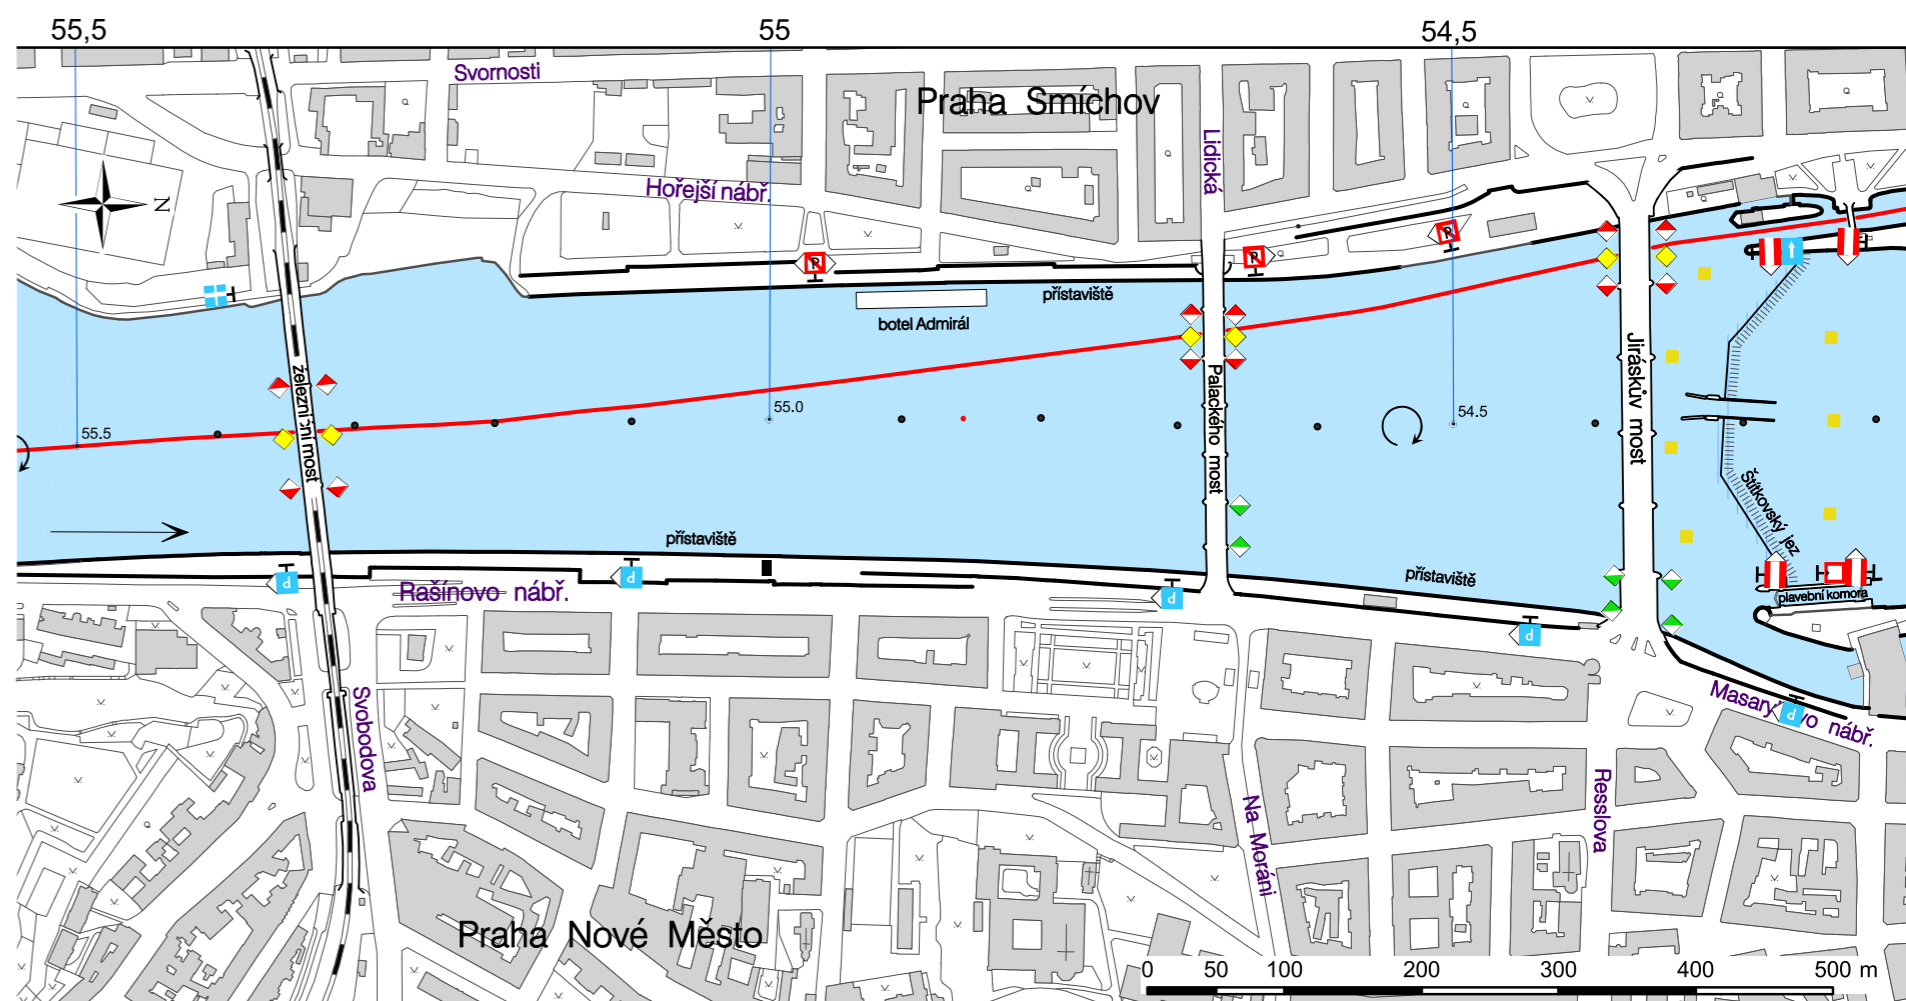 55,5
55
54,5
Svornosti
Praha Smíchov
Lidická
Hořejší nábř.
N
P
P
P
přístaviště
botel Admirál
železniční most
Palackého most
Jiráskův most
55.5
55.0
54.5
Štítkovský jez
přístaviště
přístaviště
plavební komora
P
P
P
P
P
Rašínovo nábř.
Masarykovo nábř.
Svobodova
Na Moráni
Resslova
Praha Nové Město
0 50 100 200 300 400 500 m